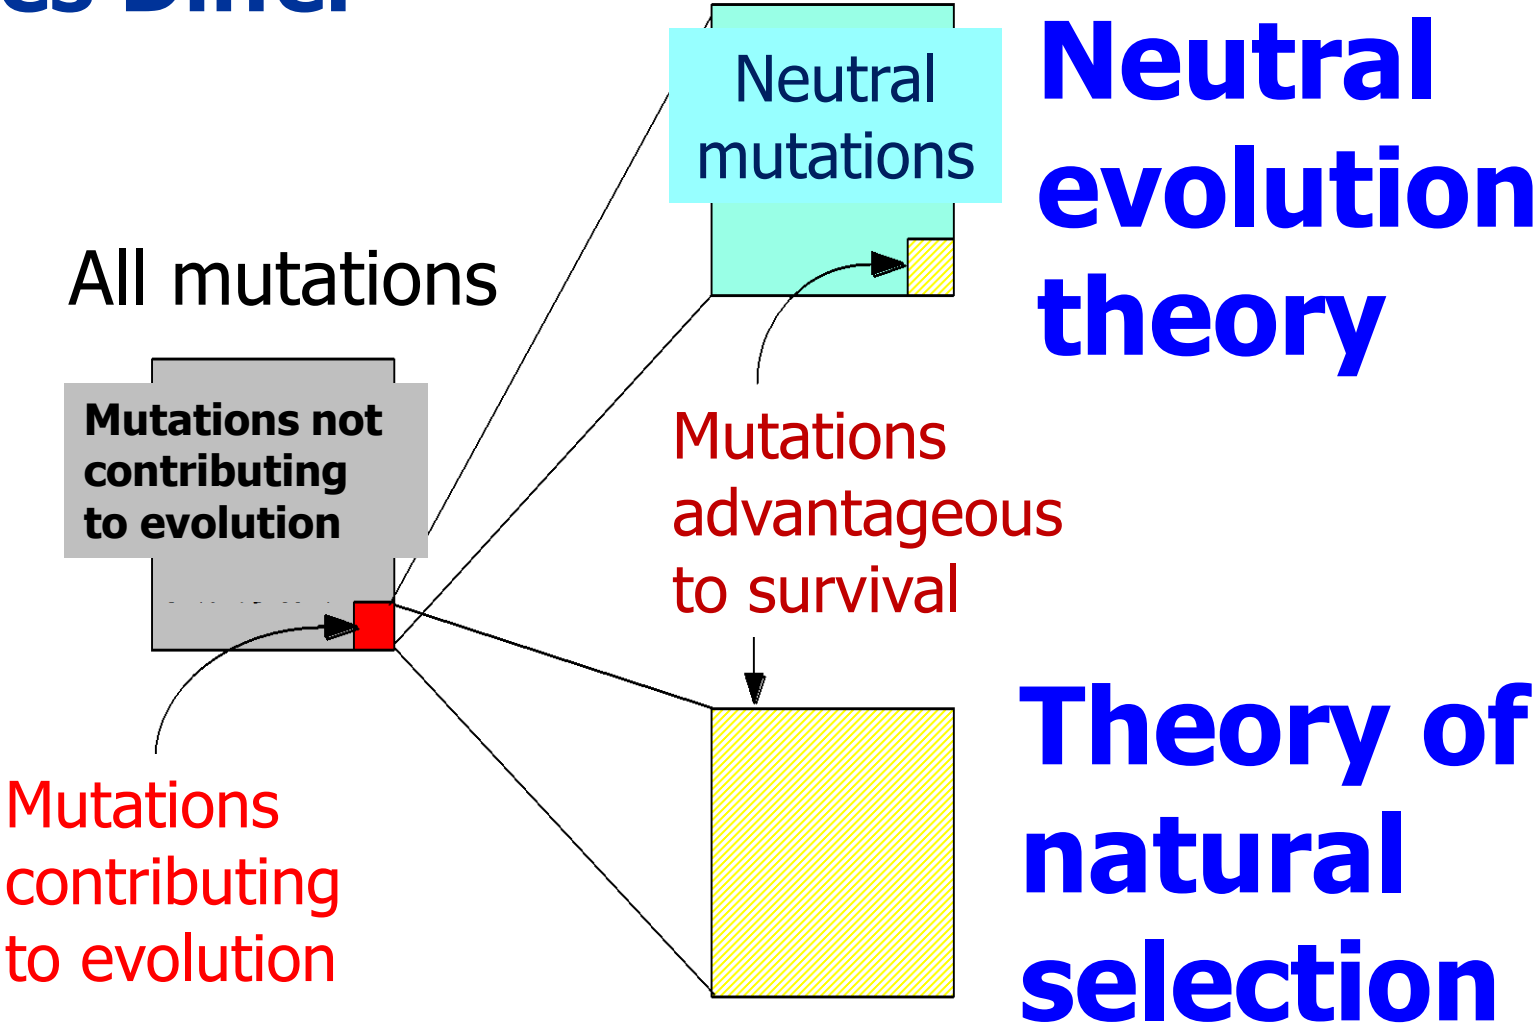 Differ
Neutral
mutations
Neutral
evolution
theory
All mutations
Mutations not
contributing
to evolution
Mutations
advantageous
to survival
Mutations
contributing
to evolution
Theory of
natural
selection